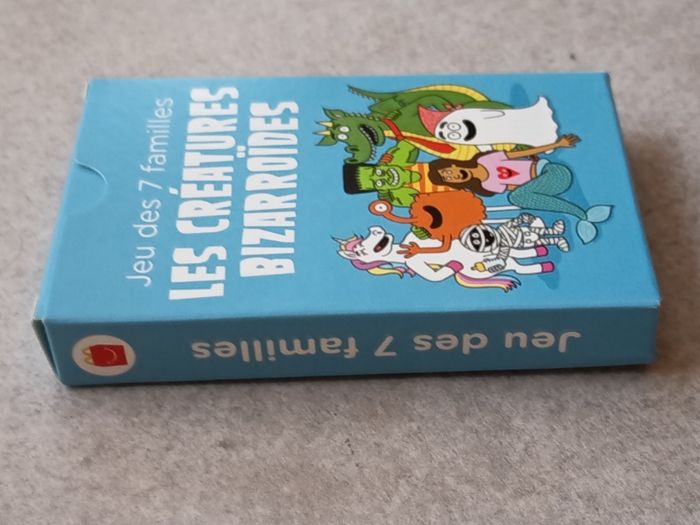 Jeu des 7 familles
LES CRÉATURES
BIZARROÏDES
Jeu des 7 familles